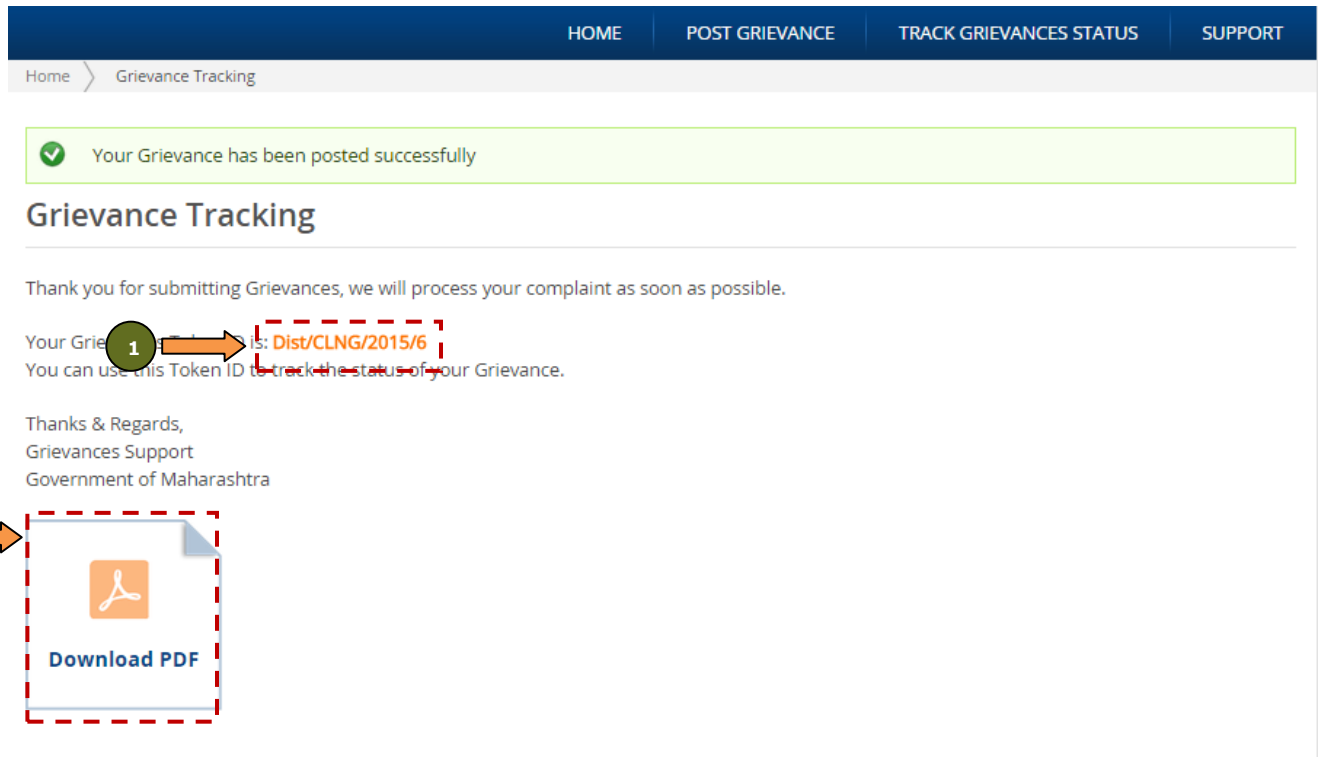 HOME POST GRIEVANCE TRACK GRIEVANCES STATUS SUPPORT
Home Grievance Tracking
Your Grievance has been posted successfully
Grievance Tracking
Thank you for submitting Grievances, we will process your complaint as soon as possible.
Your is: Dist/CLNG/2015/6
1
You can use this Token ID to track the status of your Grievance.
Thanks & Regards,
Grievances Support
Government of Maharashtra
Download PDF